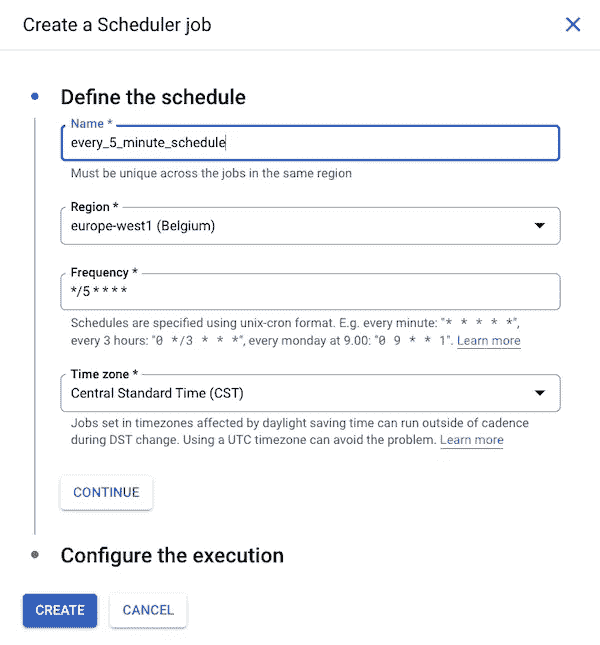 Create a Scheduler job
Define the schedule
Name *
every_5_minute_schedule
Must be unique across the jobs in the same region
Region *
europe-west1 (Belgium)
Frequency *
*/5 * * * *
Schedules are specified using unix-cron format. E.g. every minute: "* * * * *",
every 3 hours: "0 */3 * * *", every monday at 9.00: "0 9 * * 1". Learn more
Time zone *
Central Standard Time (CST)
Jobs set in timezones affected by daylight saving time can run outside of cadence
during DST change. Using a UTC timezone can avoid the problem. Learn more
CONTINUE
Configure the execution
CREATE CANCEL